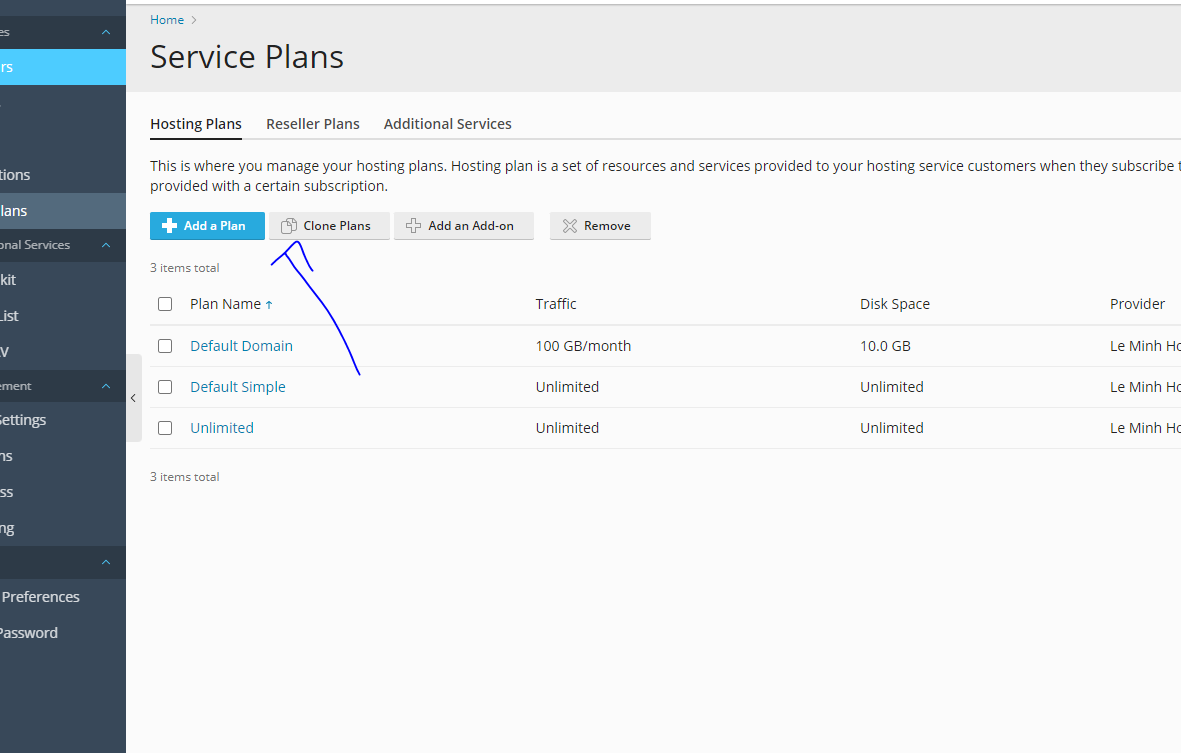 Home
Service Plans
Hosting Plans Reseller Plans Additional Services
This is where you manage your hosting plans. Hosting plan is a set of resources and services provided to your hosting service customers when they subscribe
provided with a certain subscription.
Add a Plan Clone Plans Add an Add-on Remove
3 items total
Plan Name ↑ Traffic Disk Space Provider
Default Domain 100 GB/month 10.0 GB Le Minh
Default Simple Unlimited Unlimited Le Minh
Unlimited Unlimited Unlimited Le Minh
3 items total
es
rs
tions
lans
onal Services
kit
List
V
ement
Settings
ns
ss
ng
Preferences
Password